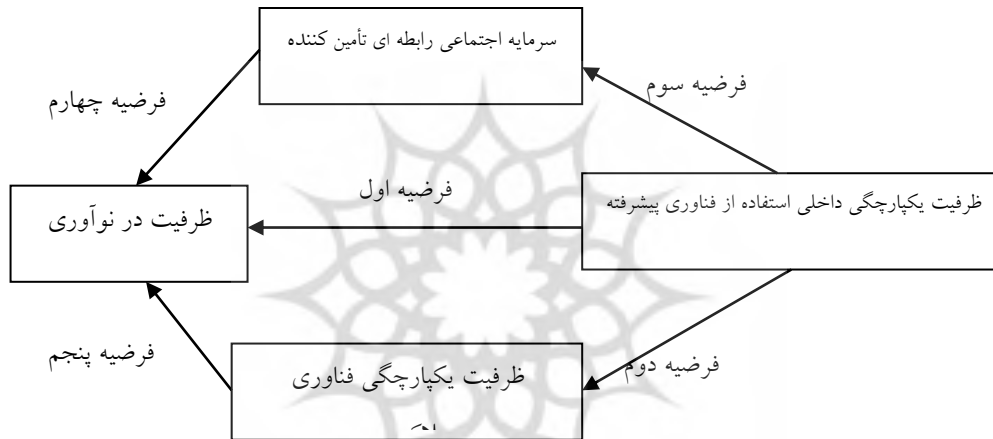 سرمایه اجتماعی رابطه ای تأمین کننده
فرضیه سوم
فرضیه چهارم
ظرفیت یکپارچگی داخلی استفاده از فناوری پیشرفته
فرضیه اول
ظرفیت در نوآوری
فرضیه دوم
فرضیه پنجم
ظرفیت یکپارچگی فناوری